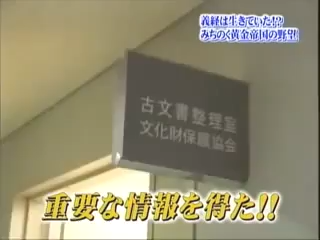 義経は生きていた!?
みちのく黄金帝国の野望!
古文書整理室
文化財保護協会
重要な情報を得た!!